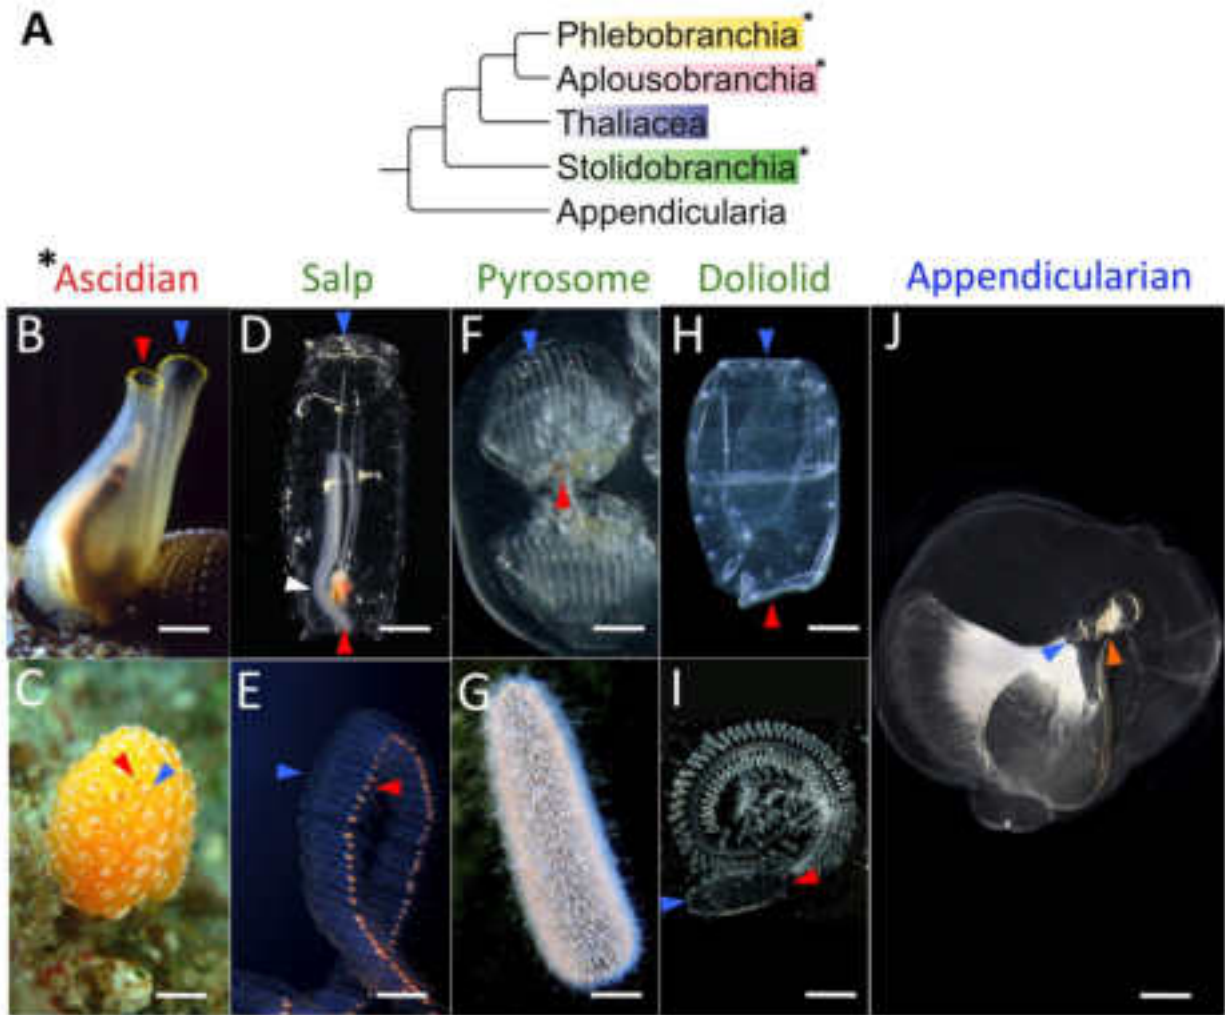 A
Phlebobranchia*
Aplousobranchia*
Thaliacea
Stolidobranchia*
Appendicularia
*Ascidian Salp Pyrosome Doliolid Appendicularian
B D F H J
C E G I